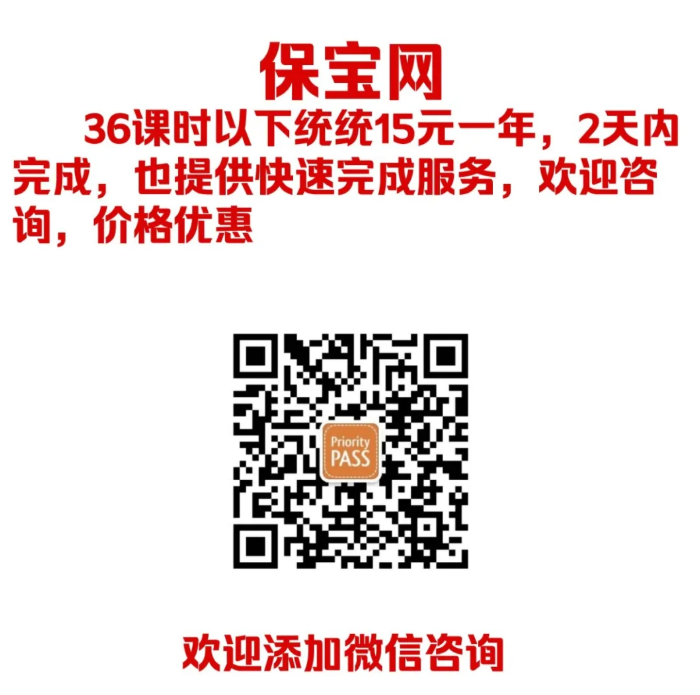 保宝网
36课时以下统统15元一年，2天内
完成，也提供快速完成服务，欢迎咨
询，价格优惠
Priority
PASS
欢迎添加微信咨询